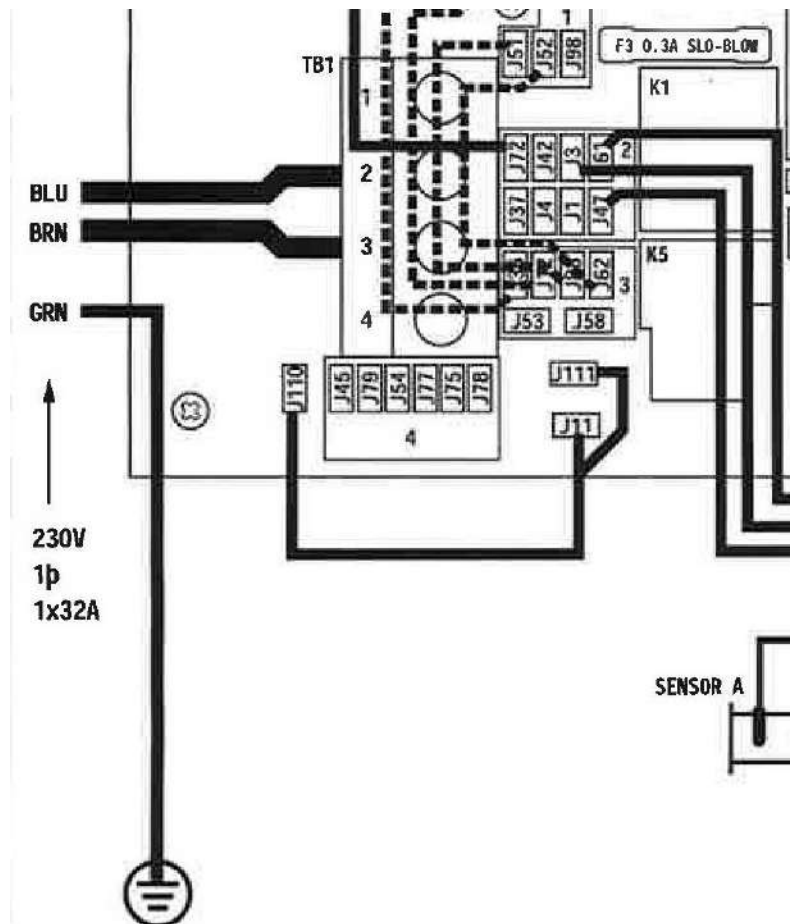 1
J51 J52 J98
F3 0.3A SLO-BLOW
TB1
K1
1
J72 J42 J3 J61 2
2
BLU
J37 J4 J1 J47
BRN
3
K5
J62 3
GRN
4
J53 J58
J110
J45 J79 J54 J77 J75 J78
J111
J11
4
230V
1þ
1x32A
SENSOR A